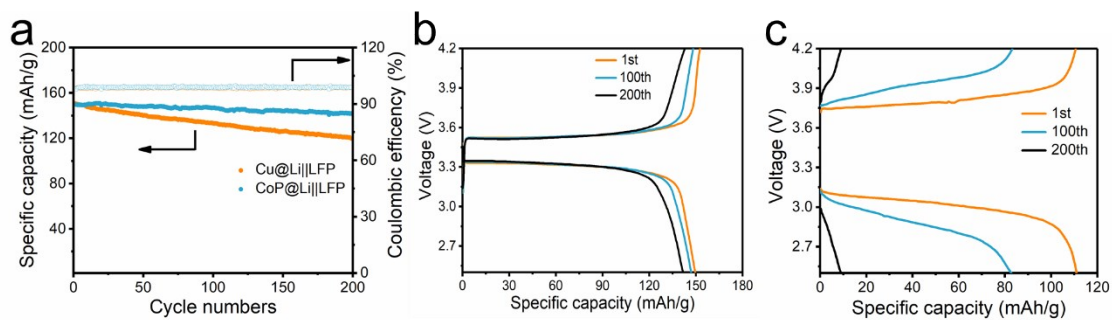 a
200
160
120
80
40
Specific capacity (mAh/g)
0
50
100
150
200
Cycle numbers
Cu@Li||LFP
CoP@Li||LFP
120
90
60
30
0
Coulombic efficency (%)
b
4.2
3.9
3.6
3.3
3.0
2.7
Voltage (V)
1st
100th
200th
0
30
60
90
120
150
180
Specific capacity (mAh/g)
c
4.2
3.9
3.6
3.3
3.0
2.7
Voltage (V)
1st
100th
200th
0
20
40
60
80
100
120
Specific capacity (mAh/g)